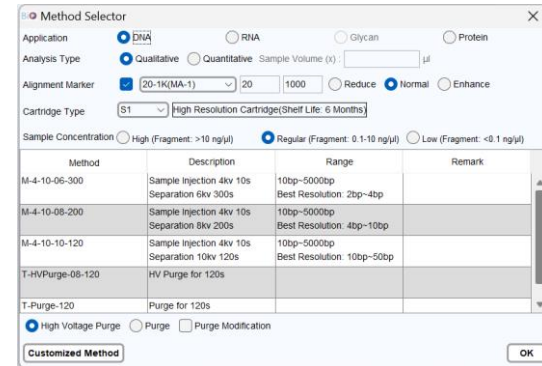 BiO Method Selector
Application DNA RNA Glycan Protein
Analysis Type Qualitative Quantitative Sample Volume (x) : µl
Alignment Marker 20-1K(MA-1) 20 1000 Reduce Normal Enhance
Cartridge Type S1 High Resolution Cartridge(Shelf Life: 6 Months)
Sample Concentration High (Fragment: >10 ng/µl) Regular (Fragment: 0.1-10 ng/µl) Low (Fragment: <0.1 ng/µl)
Method Description Range Remark
M-4-10-06-300 Sample Injection 4kv 10s 10bp~5000bp
Separation 6kv 300s Best Resolution: 2bp~4bp
M-4-10-08-200 Sample Injection 4kv 10s 10bp~5000bp
Separation 8kv 200s Best Resolution: 4bp~10bp
M-4-10-10-120 Sample Injection 4kv 10s 10bp~5000bp
Separation 10kv 120s Best Resolution: 10bp~50bp
T-HVPurge-08-120 HV Purge for 120s
T-Purge-120 Purge for 120s
High Voltage Purge Purge Purge Modification
Customized Method OK